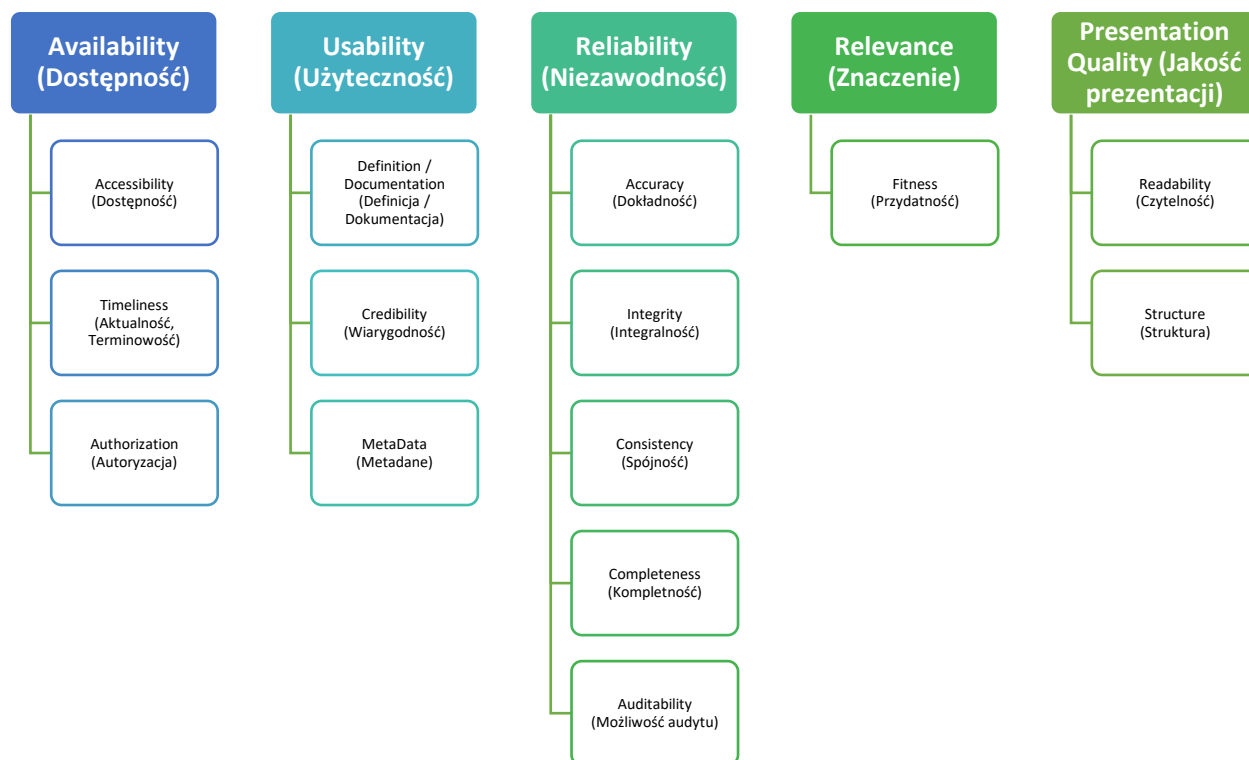 Availability
(Dostępność)
Accessibility
(Dostępność)
Timeliness
(Aktualność,
Terminowość)
Authorization
(Autoryzacja)
Usability
(Użyteczność)
Definition /
Documentation
(Definicja /
Dokumentacja)
Credibility
(Wiarygodność)
MetaData
(Metadane)
Reliability
(Niezawodność)
Accuracy
(Dokładność)
Integrity
(Integralność)
Consistency
(Spójność)
Completeness
(Kompletność)
Auditability
(Możliwość audytu)
Relevance
(Znaczenie)
Fitness
(Przydatność)
Presentation
Quality (Jakość
prezentacji)
Readability
(Czytelność)
Structure
(Struktura)